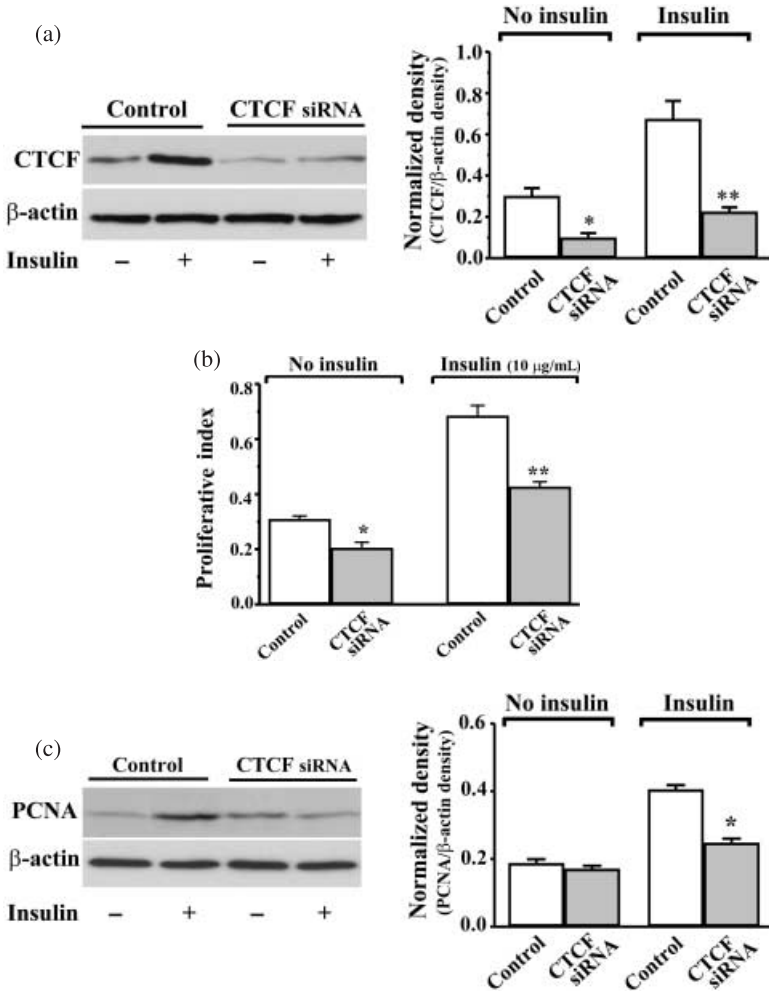 (a)
Control CTCF siRNA
CTCF
β-actin
Insulin – + – +
No insulin Insulin
Normalized density
(CTCF/β-actin density)
1.0
0.8
0.6
0.4
0.2
0.0
*
**
Control
CTCF
siRNA
Control
CTCF
siRNA
(b)
No insulin Insulin (10 μg/mL)
Proliferative index
0.8
0.6
0.4
0.2
0.0
*
**
Control
CTCF
siRNA
Control
CTCF
siRNA
(c)
Control CTCF siRNA
PCNA
β-actin
Insulin – + – +
No insulin Insulin
Normalized density
(PCNA/β-actin density)
0.6
0.4
0.2
0.0
*
Control
CTCF
siRNA
Control
CTCF
siRNA